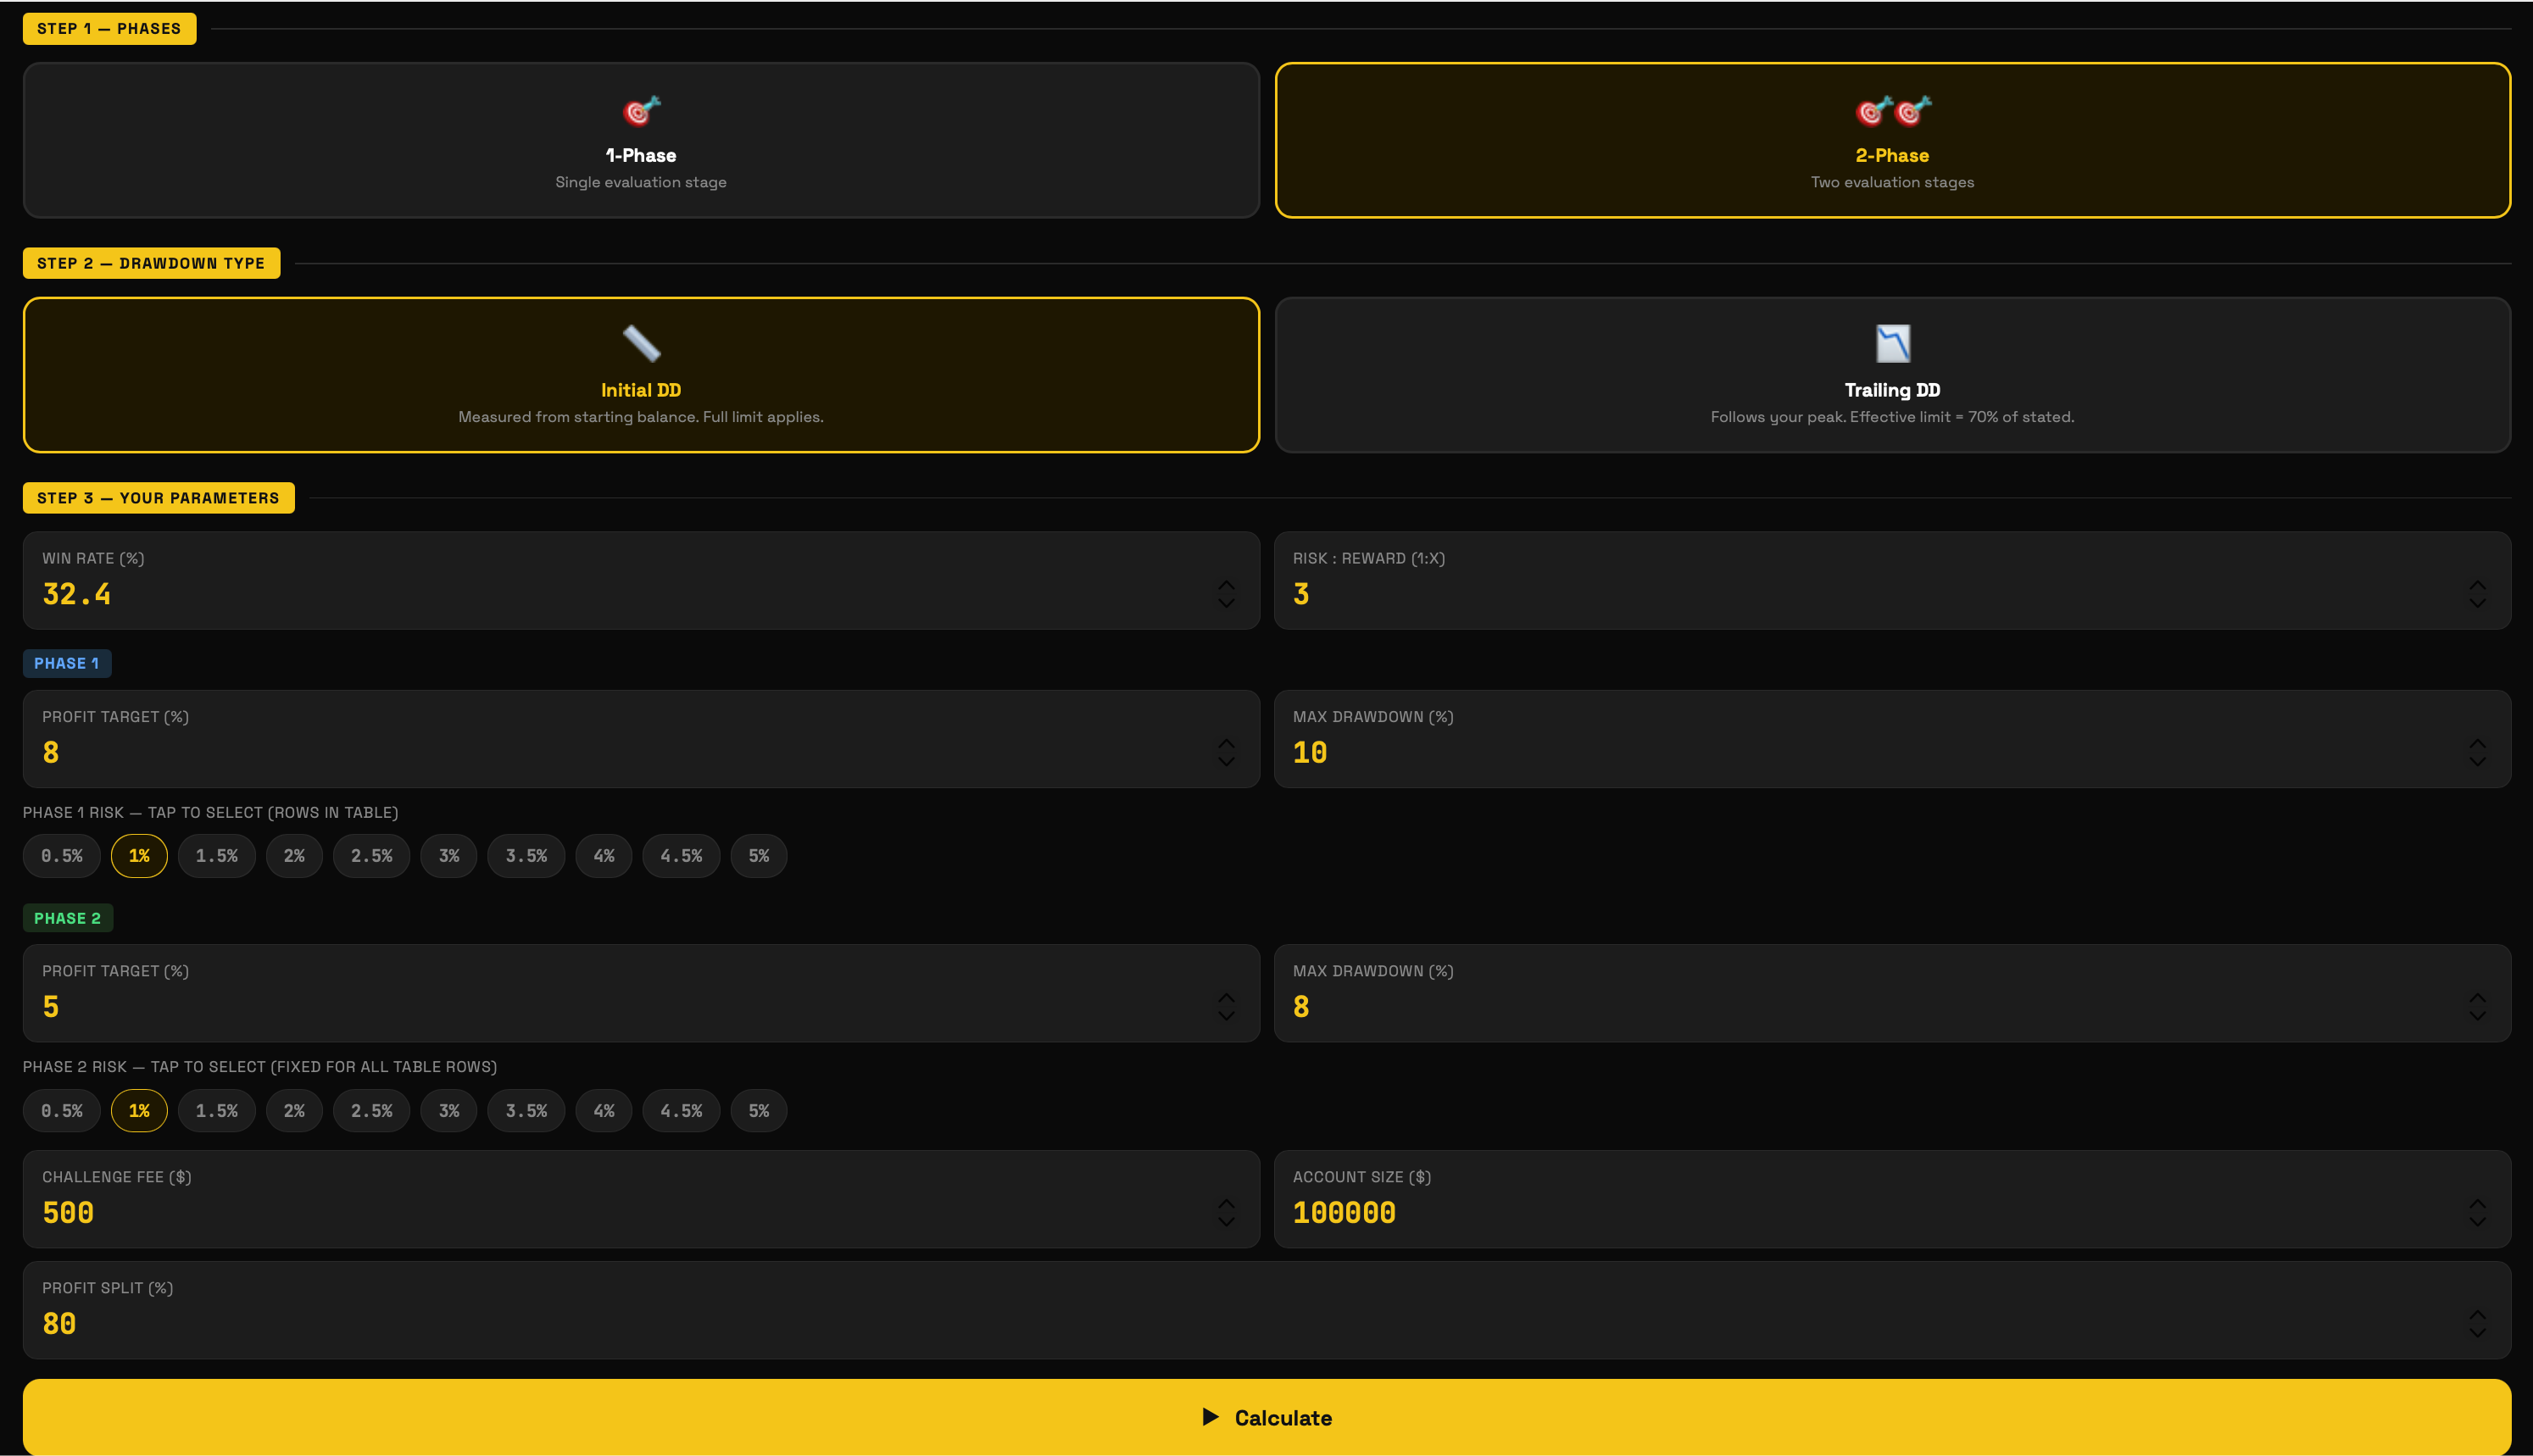 STEP 1 — PHASES
1-Phase
Single evaluation stage
2-Phase
Two evaluation stages
STEP 2 — DRAWDOWN TYPE
Initial DD
Measured from starting balance. Full limit applies.
Trailing DD
Follows your peak. Effective limit = 70% of stated.
STEP 3 — YOUR PARAMETERS
WIN RATE (%)
32.4
RISK : REWARD (1:X)
3
PHASE 1
PROFIT TARGET (%)
8
MAX DRAWDOWN (%)
10
PHASE 1 RISK — TAP TO SELECT (ROWS IN TABLE)
0.5% 1% 1.5% 2% 2.5% 3% 3.5% 4% 4.5% 5%
PHASE 2
PROFIT TARGET (%)
5
MAX DRAWDOWN (%)
8
PHASE 2 RISK — TAP TO SELECT (FIXED FOR ALL TABLE ROWS)
0.5% 1% 1.5% 2% 2.5% 3% 3.5% 4% 4.5% 5%
CHALLENGE FEE ($)
500
ACCOUNT SIZE ($)
100000
PROFIT SPLIT (%)
80
▶ Calculate